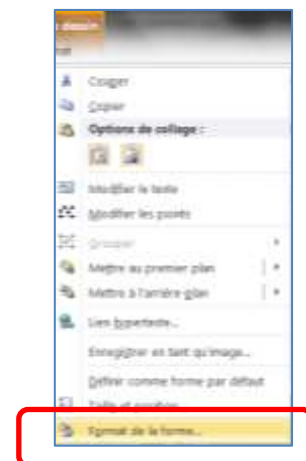 dessin
Couper
Copier
Options de collage :
Modifier le texte
Modifier les points
Grouper
Mettre au premier plan
Mettre à l'arrière-plan
Lien hypertexte...
Enregistrer en tant qu'image...
Définir comme forme par défaut
Taille et position...
Format de la forme...